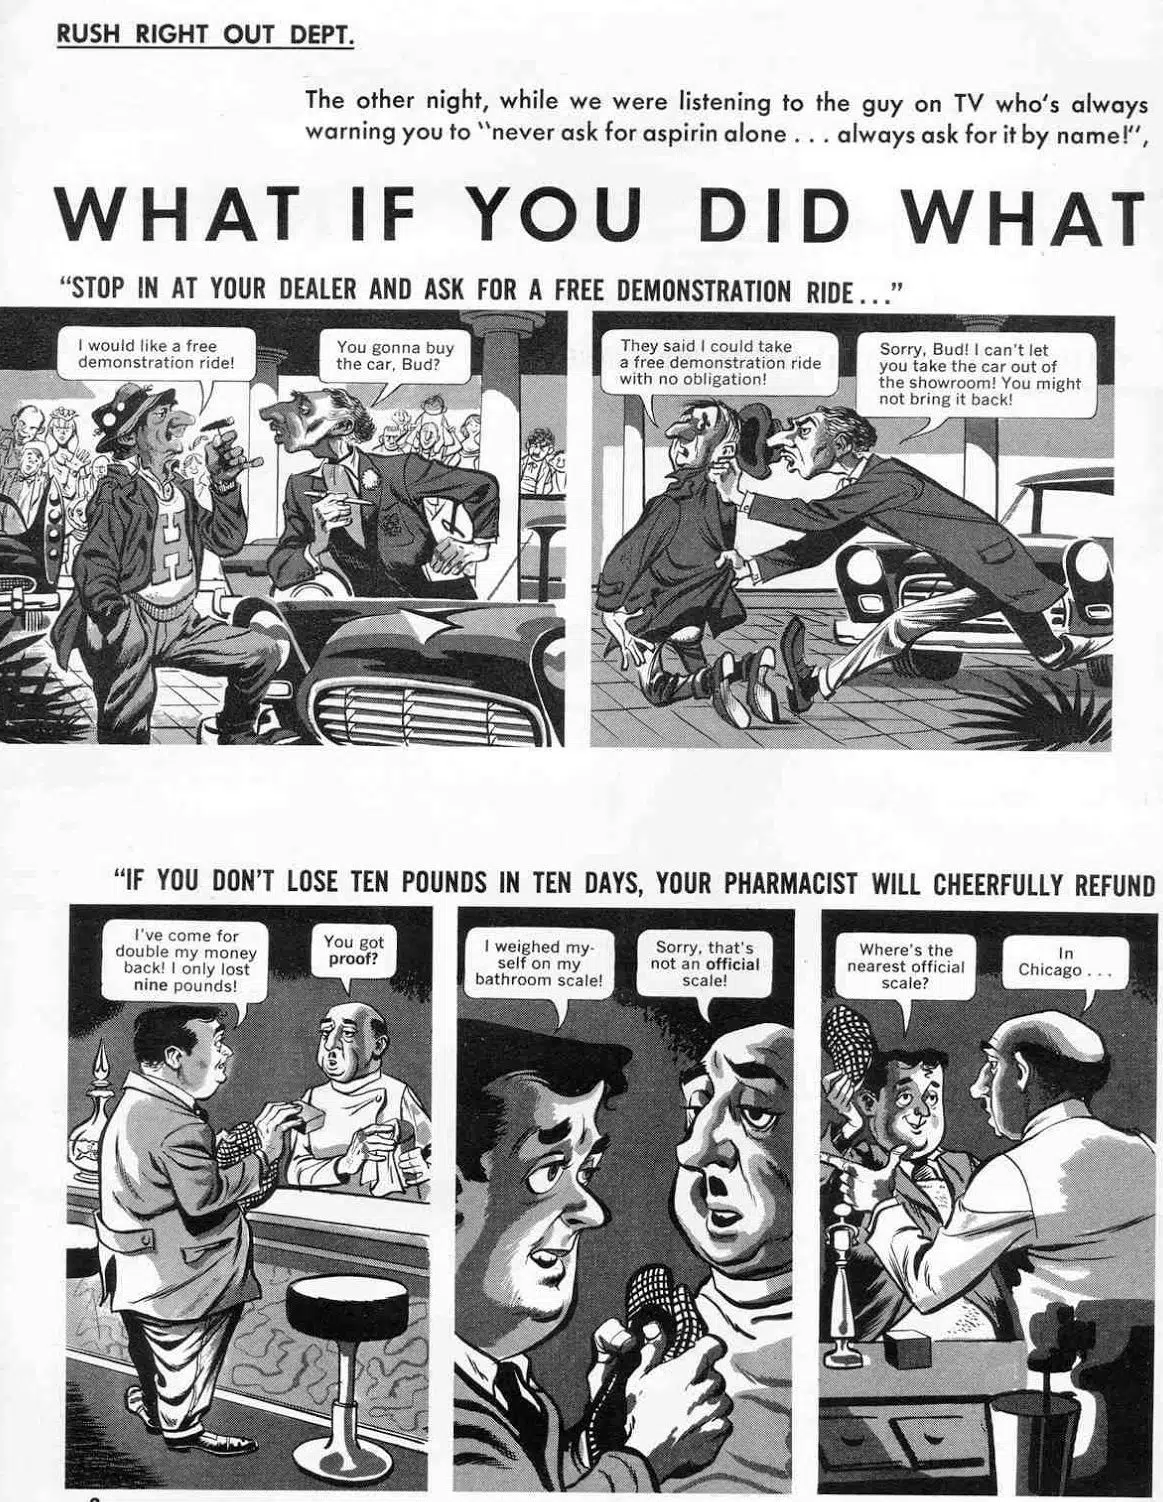 RUSH RIGHT OUT DEPT.
The other night, while we were listening to the guy on TV who's always
warning you to "never ask for aspirin alone . . . always ask for it by name!",
WHAT IF YOU DID WHAT
"STOP IN AT YOUR DEALER AND ASK FOR A FREE DEMONSTRATION RIDE..."
I would like a free
demonstration ride!
You gonna buy
the car, Bud?
H
They said I could take
a free demonstration ride
with no obligation!
Sorry, Bud! I can't let
you take the car out of
the showroom! You might
not bring it back!
"IF YOU DON'T LOSE TEN POUNDS IN TEN DAYS, YOUR PHARMACIST WILL CHEERFULLY REFUND
I've come for
double my money
back! I only lost
nine pounds!
You got
proof?
I weighed my-
self on my
bathroom scale!
Sorry, that's
not an official
scale!
Where's the
nearest official
scale?
In
Chicago . . .